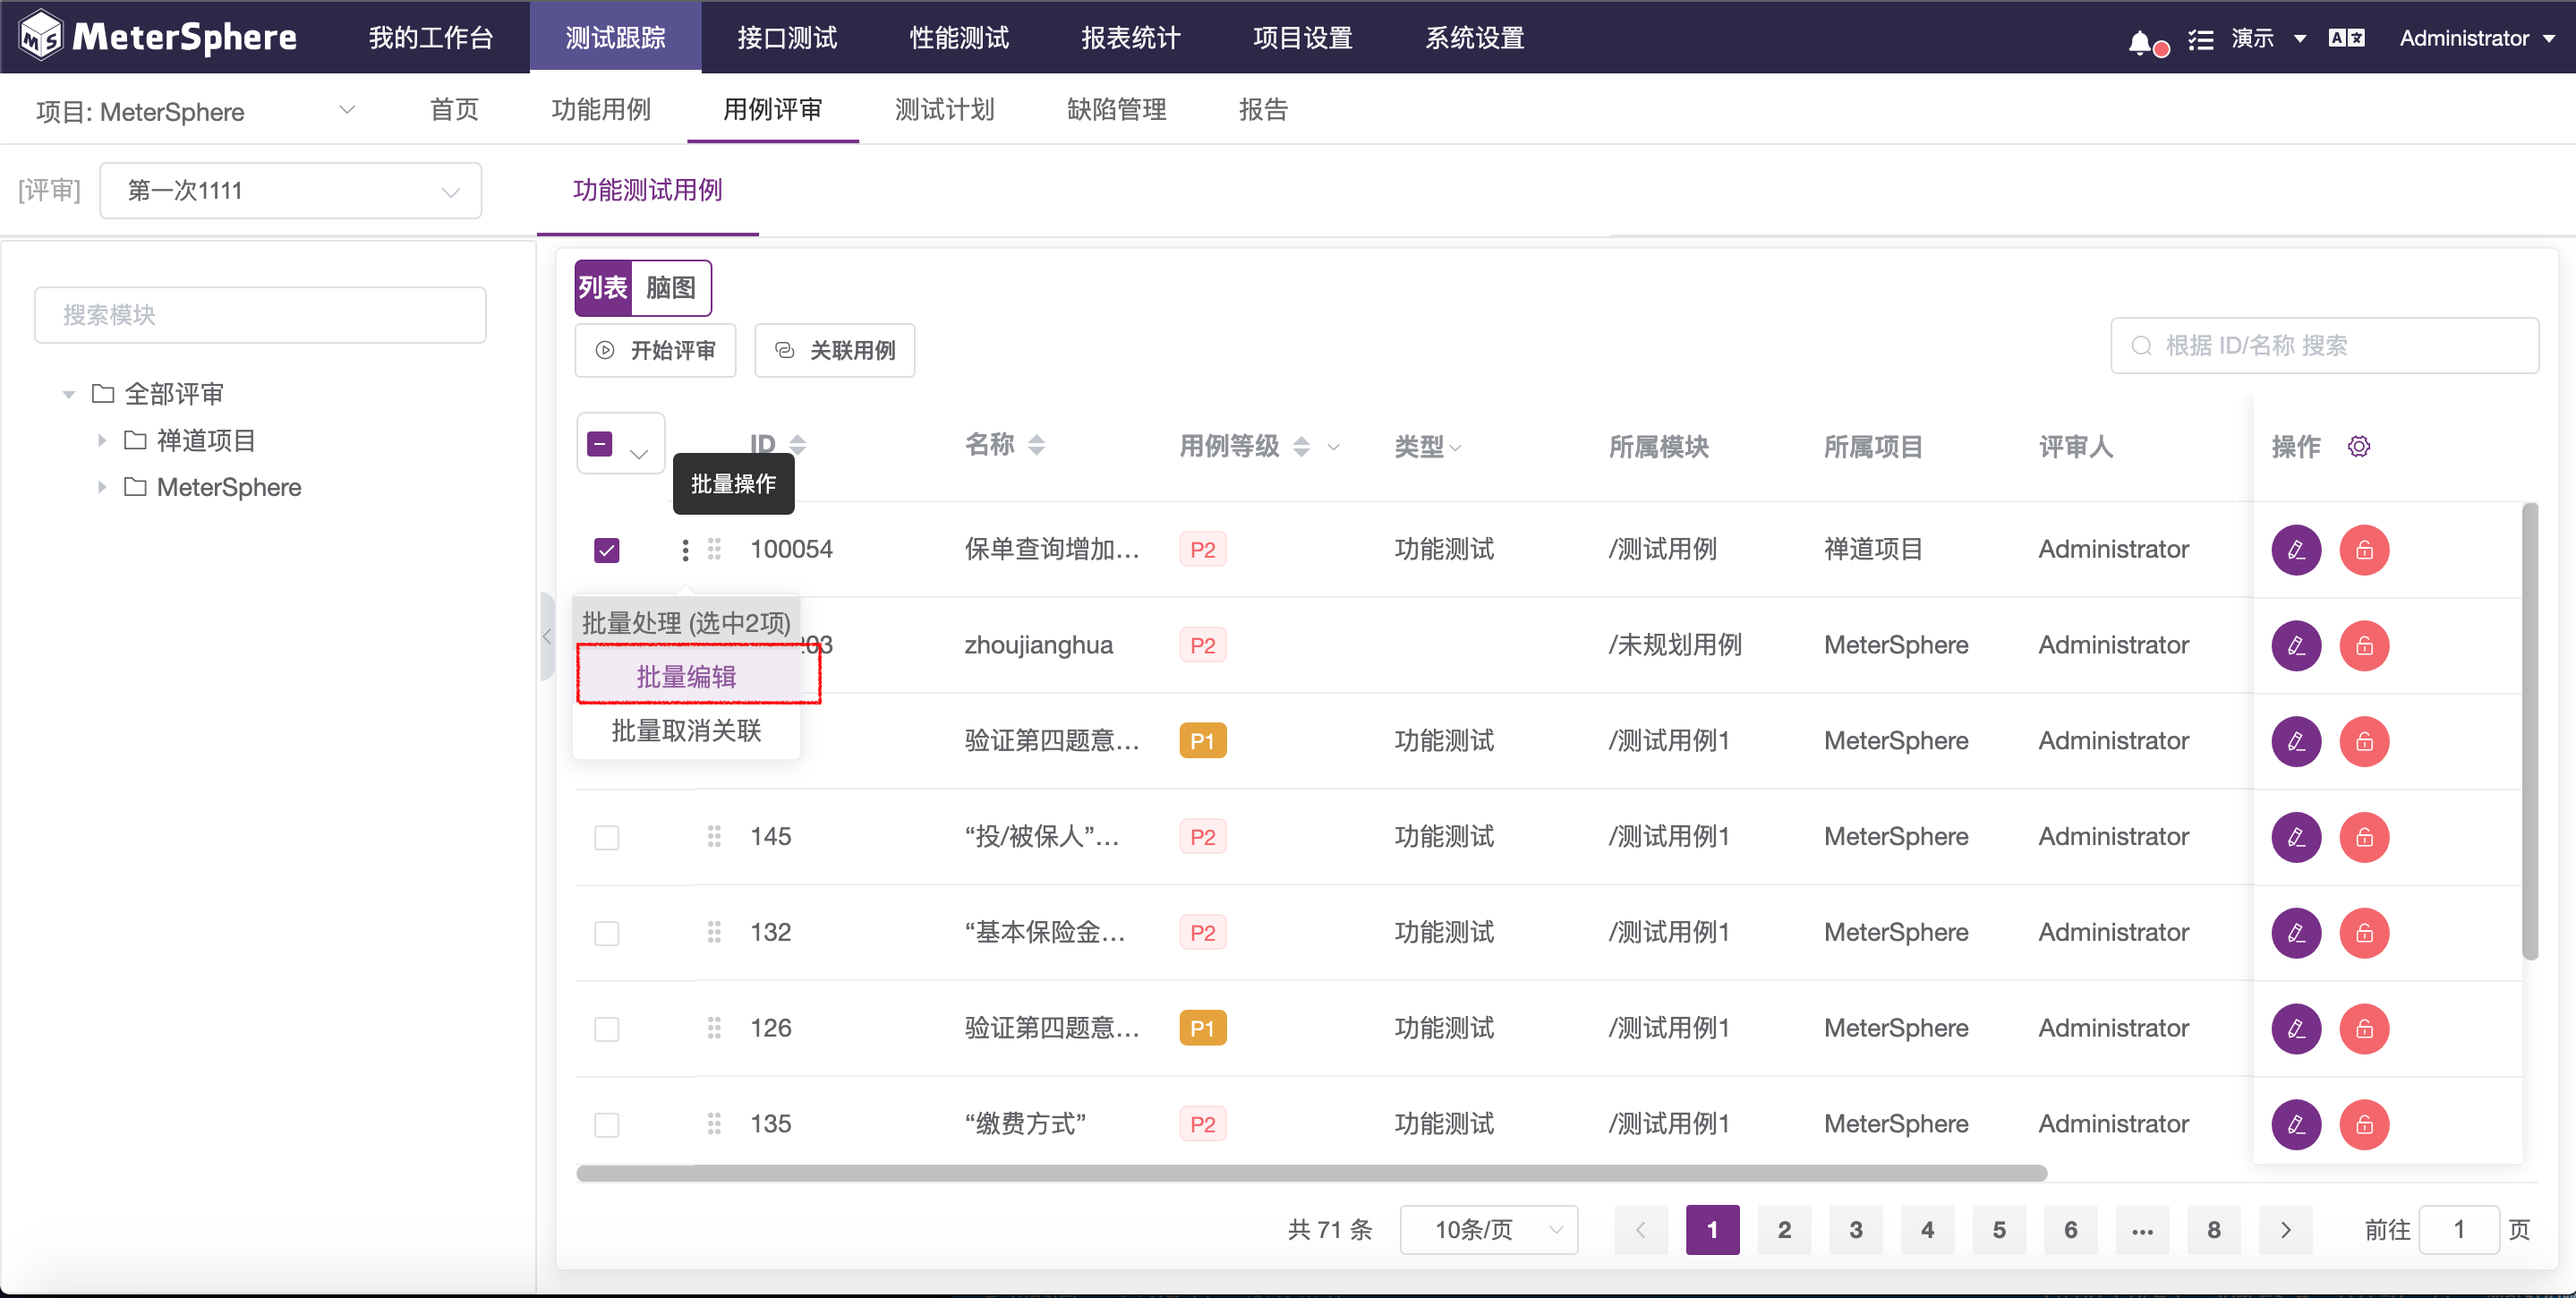 MeterSphere 我的工作台 测试跟踪 接口测试 性能测试 报表统计 项目设置 系统设置 演示 Administrator
项目: MeterSphere 首页 功能用例 用例评审 测试计划 缺陷管理 报告
[评审] 第一次1111 功能测试用例
搜索模块
全部评审
禅道项目
MeterSphere
列表 脑图
开始评审 关联用例
根据 ID/名称 搜索
ID 名称 用例等级 类型 所属模块 所属项目 评审人 操作
批量操作
100054 保单查询增加... P2 功能测试 /测试用例 禅道项目 Administrator
批量处理 (选中2项)
203 zhoujianghua P2 /未规划用例 MeterSphere Administrator
批量编辑
批量取消关联
验证第四题意... P1 功能测试 /测试用例1 MeterSphere Administrator
145 “投/被保人”... P2 功能测试 /测试用例1 MeterSphere Administrator
132 “基本保险金... P2 功能测试 /测试用例1 MeterSphere Administrator
126 验证第四题意... P1 功能测试 /测试用例1 MeterSphere Administrator
135 “缴费方式” P2 功能测试 /测试用例1 MeterSphere Administrator
共 71 条 10条/页 1 2 3 4 5 6 ... 8 前往 1 页